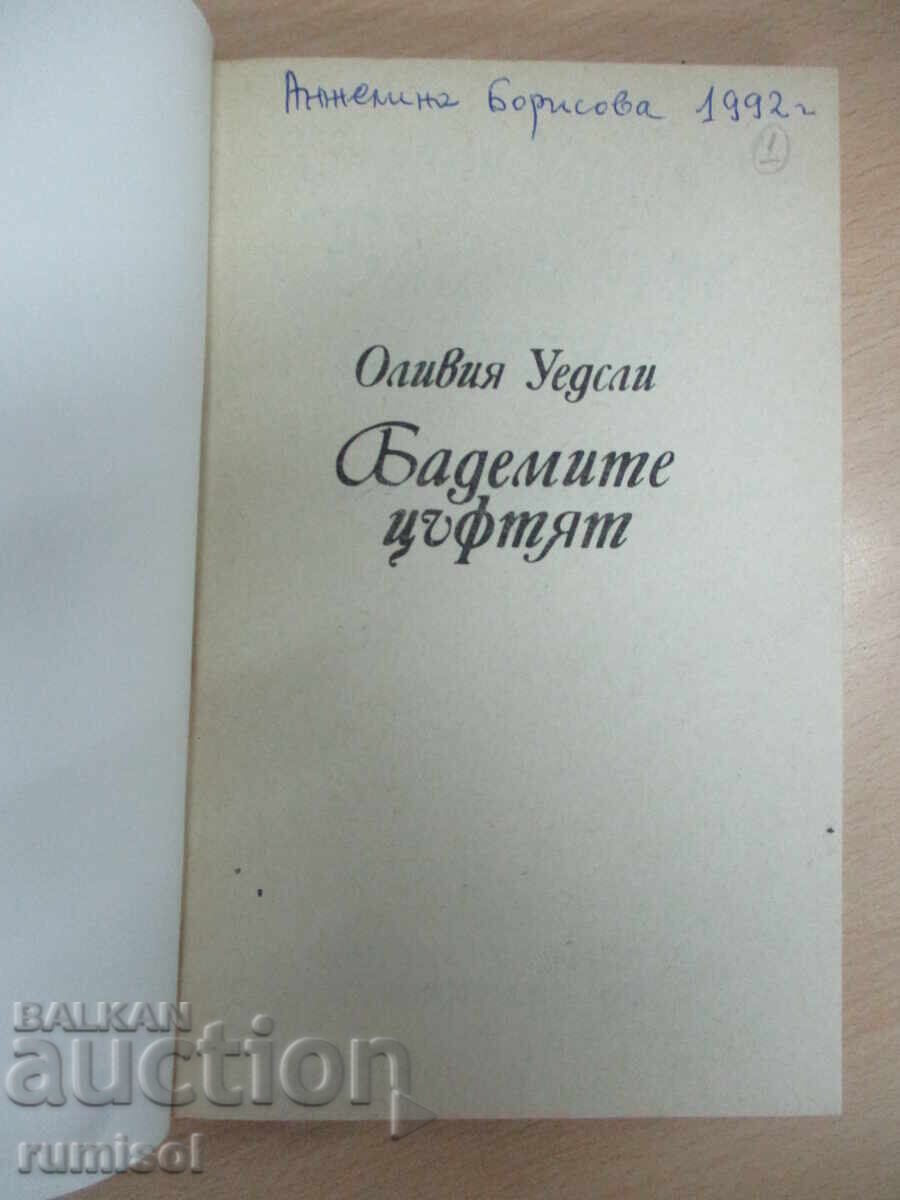 Анжелина Борисова 1992г
1
Оливия Уедсли
Бадемите
цъфтят
BALKAN
auction
rumisol